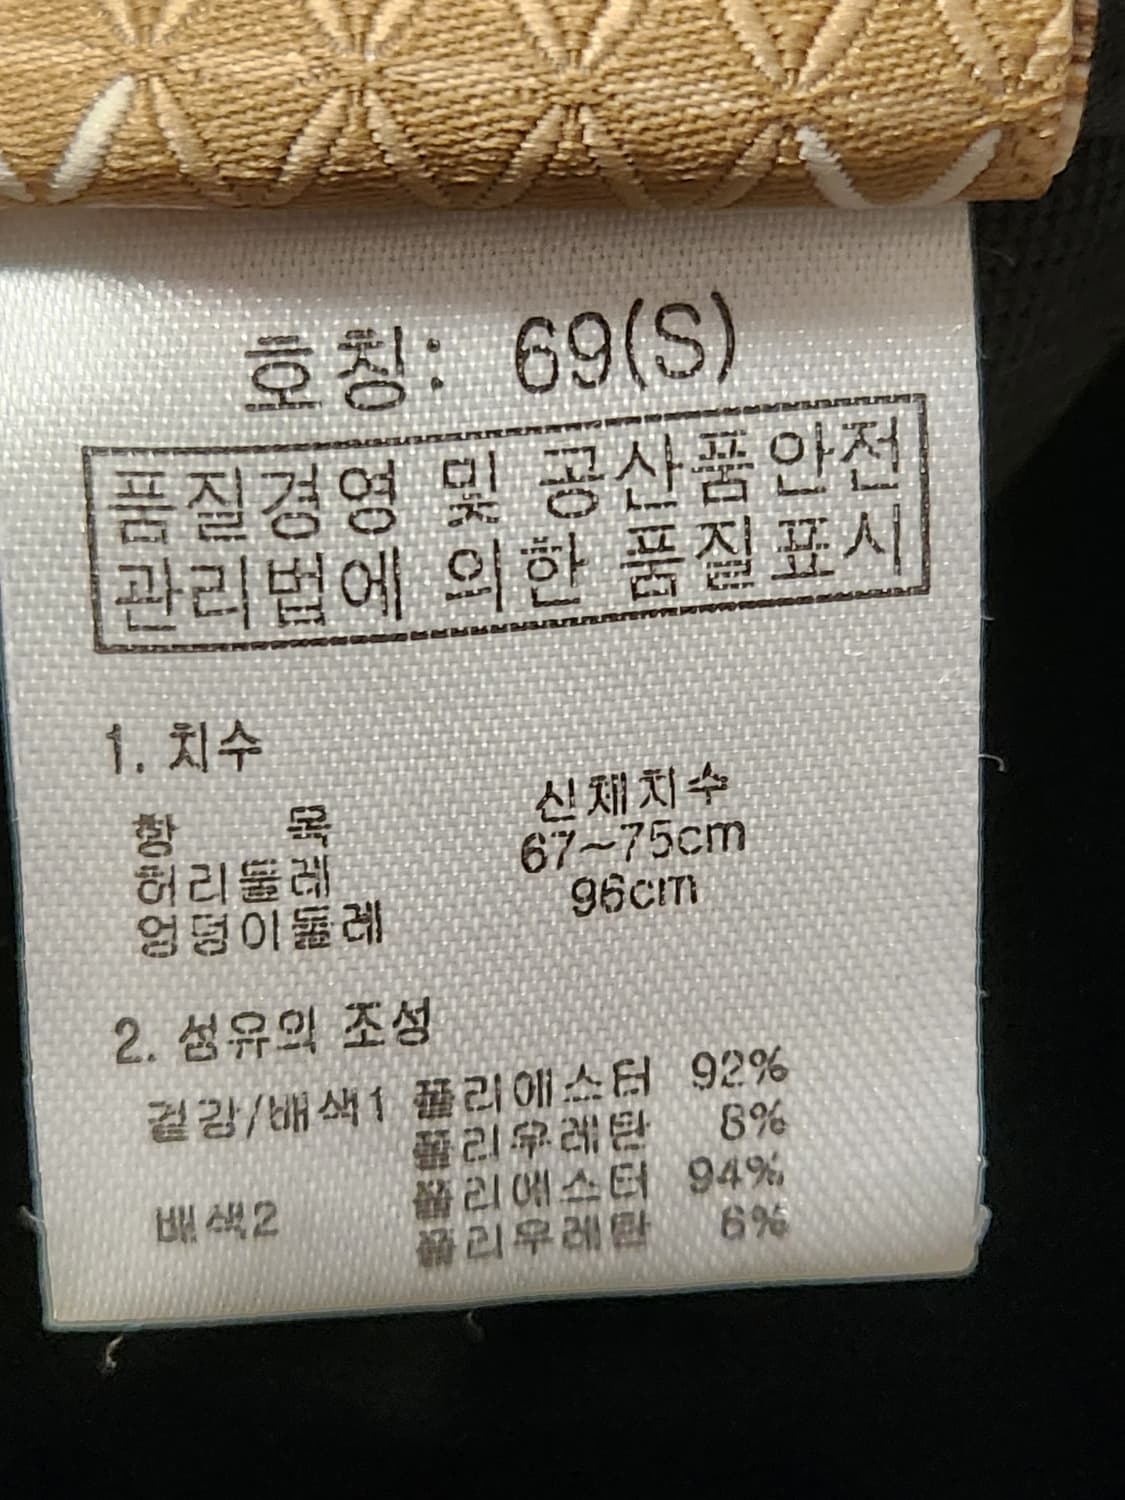 호칭: 69(S)
품질경영 및 공산품안전
관리법에 의한 품질표시
1. 치수
항 목 신체치수
허리둘레 67~75cm
엉덩이둘레 96cm
2. 섬유의 조성
겉감/배색1 폴리에스터 92%
폴리우레탄 8%
폴리에스터 94%
배색2 폴리우레탄 6%